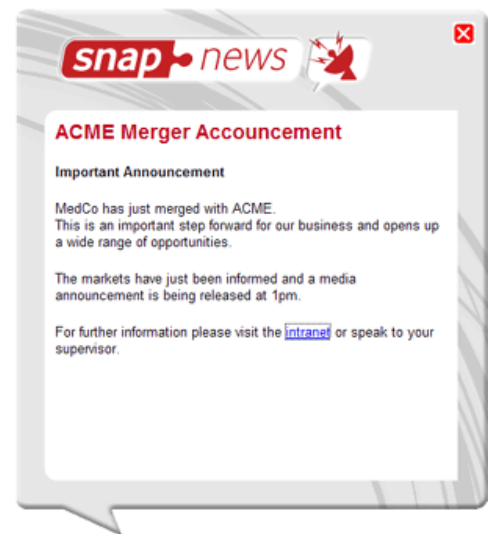 snap news
ACME Merger Accouncement
Important Announcement
MedCo has just merged with ACME.
This is an important step forward for our business and opens up
a wide range of opportunities.
The markets have just been informed and a media
announcement is being released at 1pm.
For further information please visit the intranet or speak to your
supervisor.